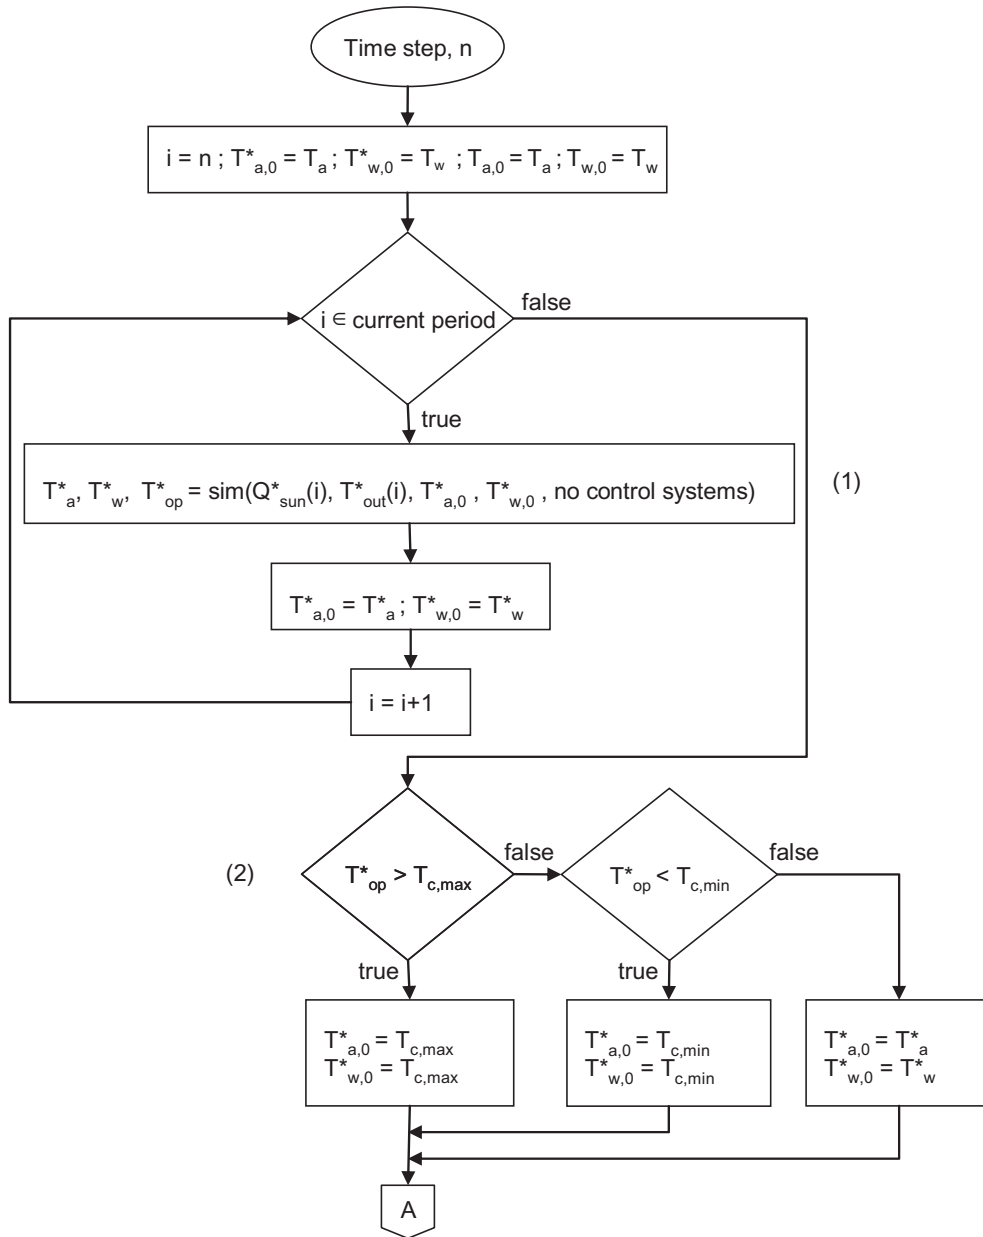 Time step, n
i = n ; T*a,0 = Ta ; T*w,0 = Tw ; Ta,0 = Ta ; Tw,0 = Tw
false
i ∈ current period
true
T*a, T*w, T*op = sim(Q*sun(i), T*out(i), T*a,0 , T*w,0 , no control systems)
(1)
T*a,0 = T*a ; T*w,0 = T*w
i = i+1
(2)
T*op > Tc,max
false
T*op < Tc,min
false
true
true
T*a,0 = Tc,max
T*w,0 = Tc,max
T*a,0 = Tc,min
T*w,0 = Tc,min
T*a,0 = T*a
T*w,0 = T*w
A